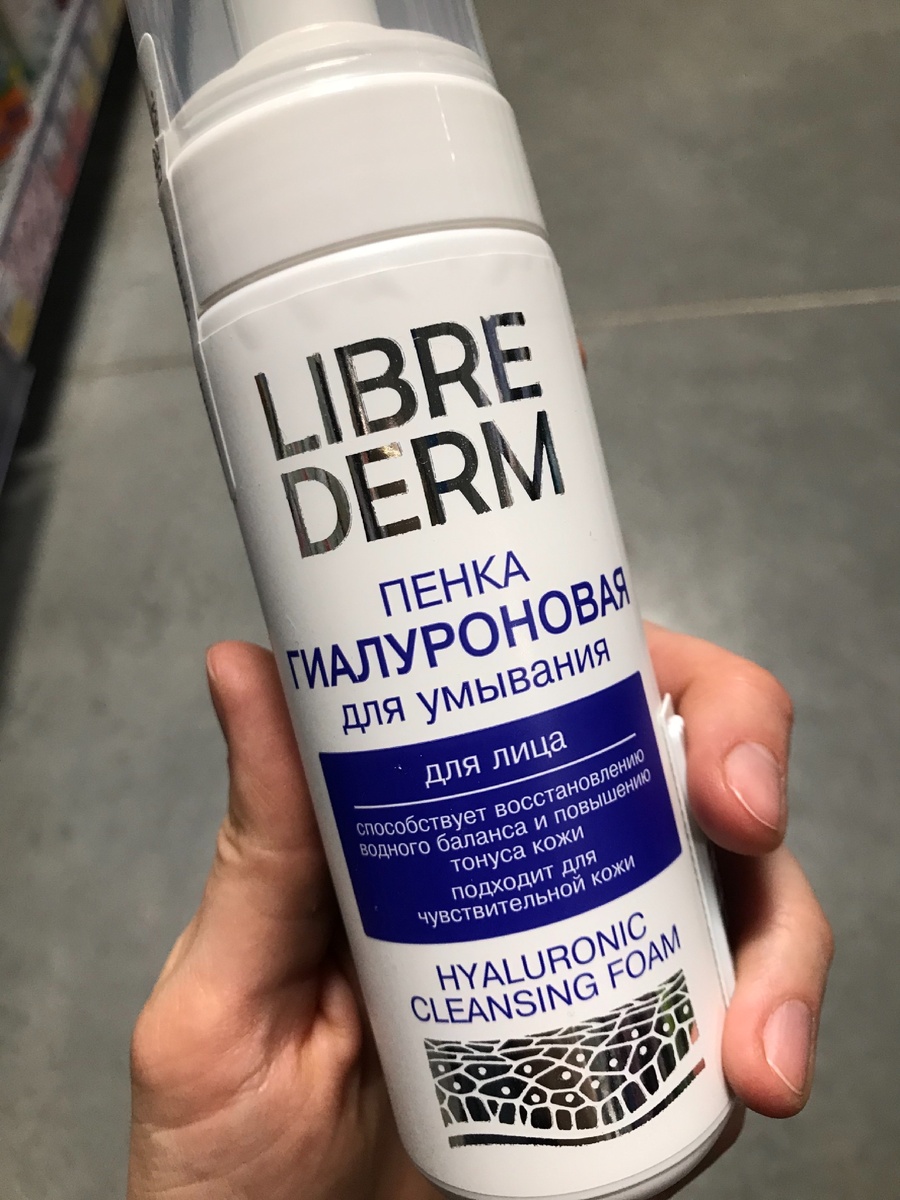 LIBRE
DERM
ПЕНКА
ГИАЛУРОНОВАЯ
для умывания
для лица
способствует восстановлению
водного баланса и повышению
тонуса кожи
подходит для
чувствительной кожи
HYALURONIC
CLEANSING FOAM